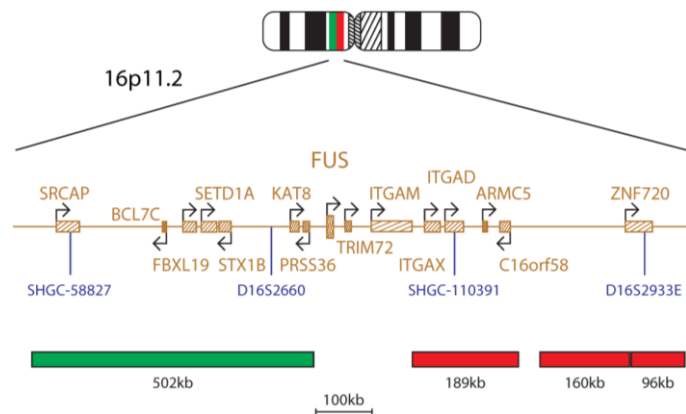 16p11.2
FUS
ITGAD
SRCAP SETD1A KAT8 ITGAM ARMC5 ZNF720
BCL7C
TRIM72
FBXL19 STX1B PRSS36 ITGAX C16orf58
SHGC-58827 D16S2660 SHGC-110391 D16S2933E
502kb 189kb 160kb 96kb
100kb